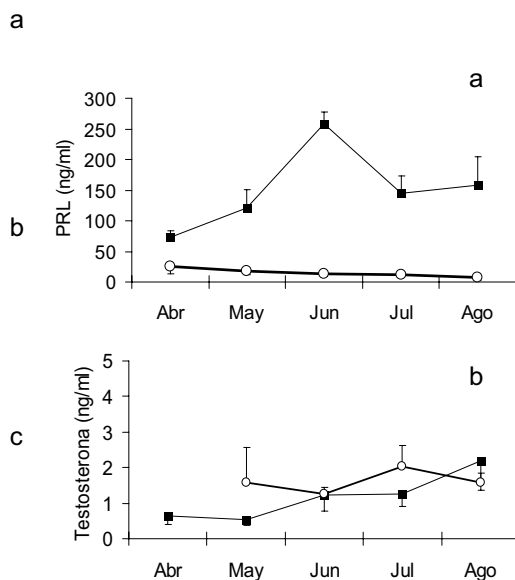 a
a
PRL (ng/ml)
300
250
200
150
100
50
0
Abr May Jun Jul Ago
b
b
Testosterona (ng/ml)
5
4
3
2
1
0
Abr May Jun Jul Ago
c